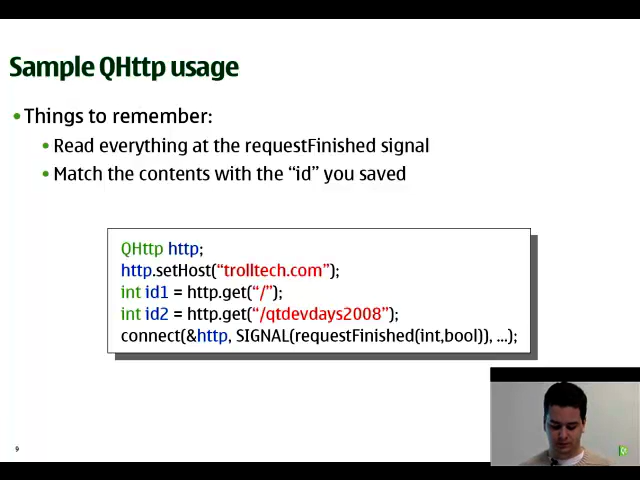 Sample QHttp usage
•Things to remember:
• Read everything at the requestFinished signal
• Match the contents with the “id” you saved
QHttp http;
http.setHost(“trolltech.com”);
int id1 = http.get(“/”);
int id2 = http.get(“/qtdevdays2008”);
connect(&http, SIGNAL(requestFinished(int,bool)), ...);
9